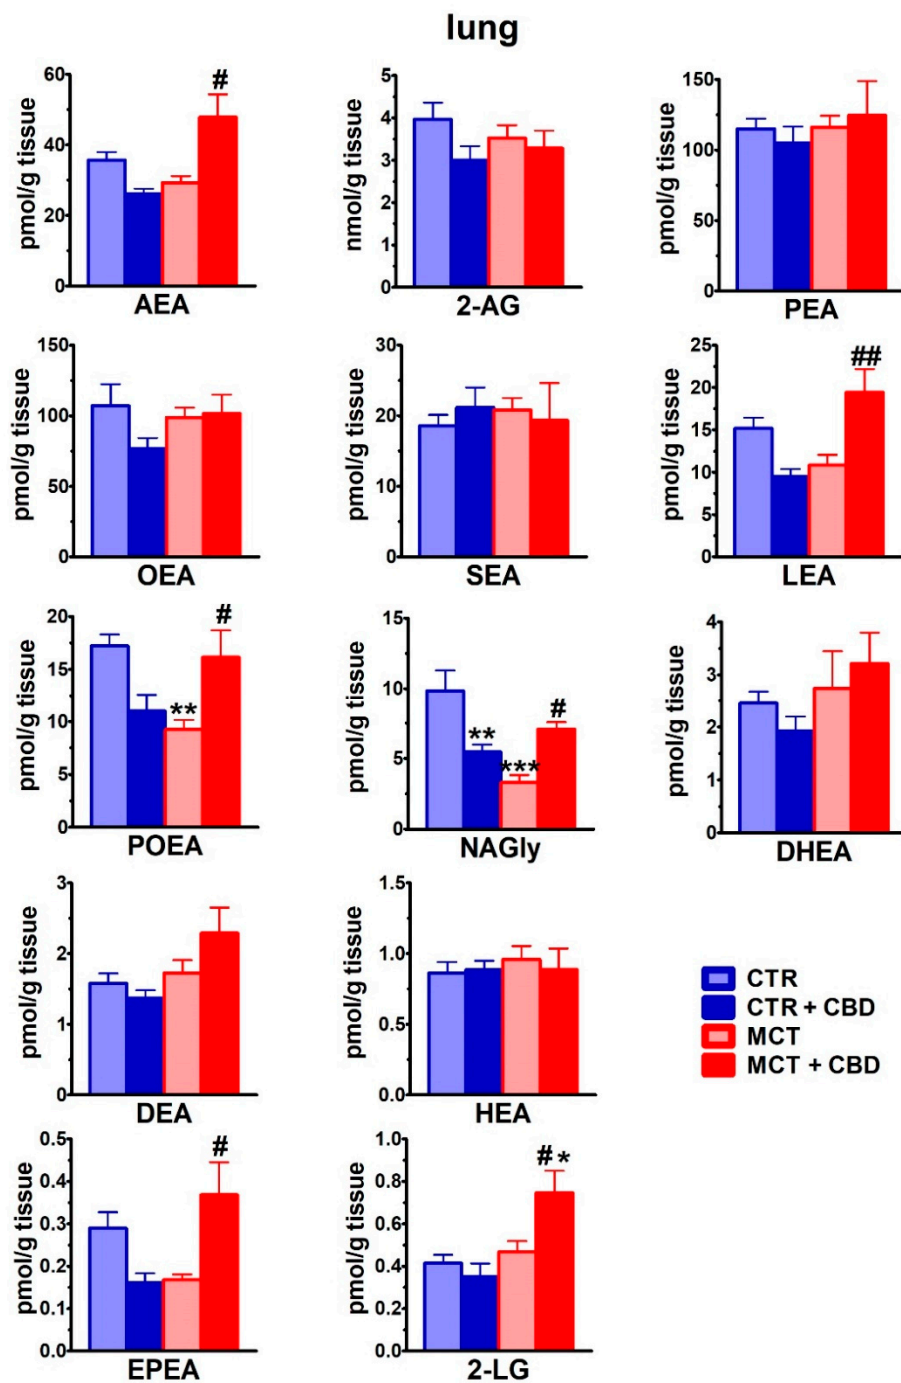 lung
pmol/g tissue
60
40
20
0
#
AEA
nmol/g tissue
5
4
3
2
1
0
2-AG
pmol/g tissue
150
100
50
0
PEA
pmol/g tissue
150
100
50
0
OEA
pmol/g tissue
30
20
10
0
SEA
pmol/g tissue
25
20
15
10
5
0
##
LEA
pmol/g tissue
20
15
10
5
0
**
#
POEA
pmol/g tissue
15
10
5
0
**
***
#
NAGly
pmol/g tissue
4
3
2
1
0
DHEA
pmol/g tissue
3
2
1
0
DEA
pmol/g tissue
1.5
1.0
0.5
0.0
HEA
CTR
CTR + CBD
MCT
MCT + CBD
pmol/g tissue
0.5
0.4
0.3
0.2
0.1
0.0
#
EPEA
pmol/g tissue
1.0
0.8
0.6
0.4
0.2
0.0
# *
2-LG